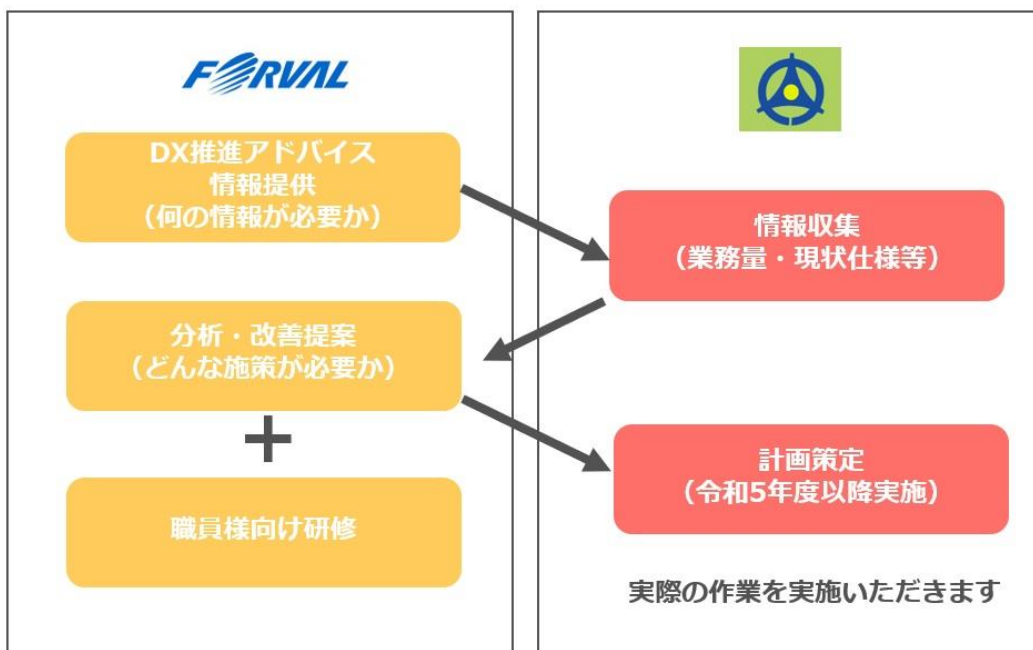 FORVAL
DX推進アドバイス
情報提供
（何の情報が必要か）
分析・改善提案
（どんな施策が必要か）
+
職員様向け研修
情報収集
（業務量・現状仕様等）
計画策定
（令和5年度以降実施）
実際の作業を実施いただきます